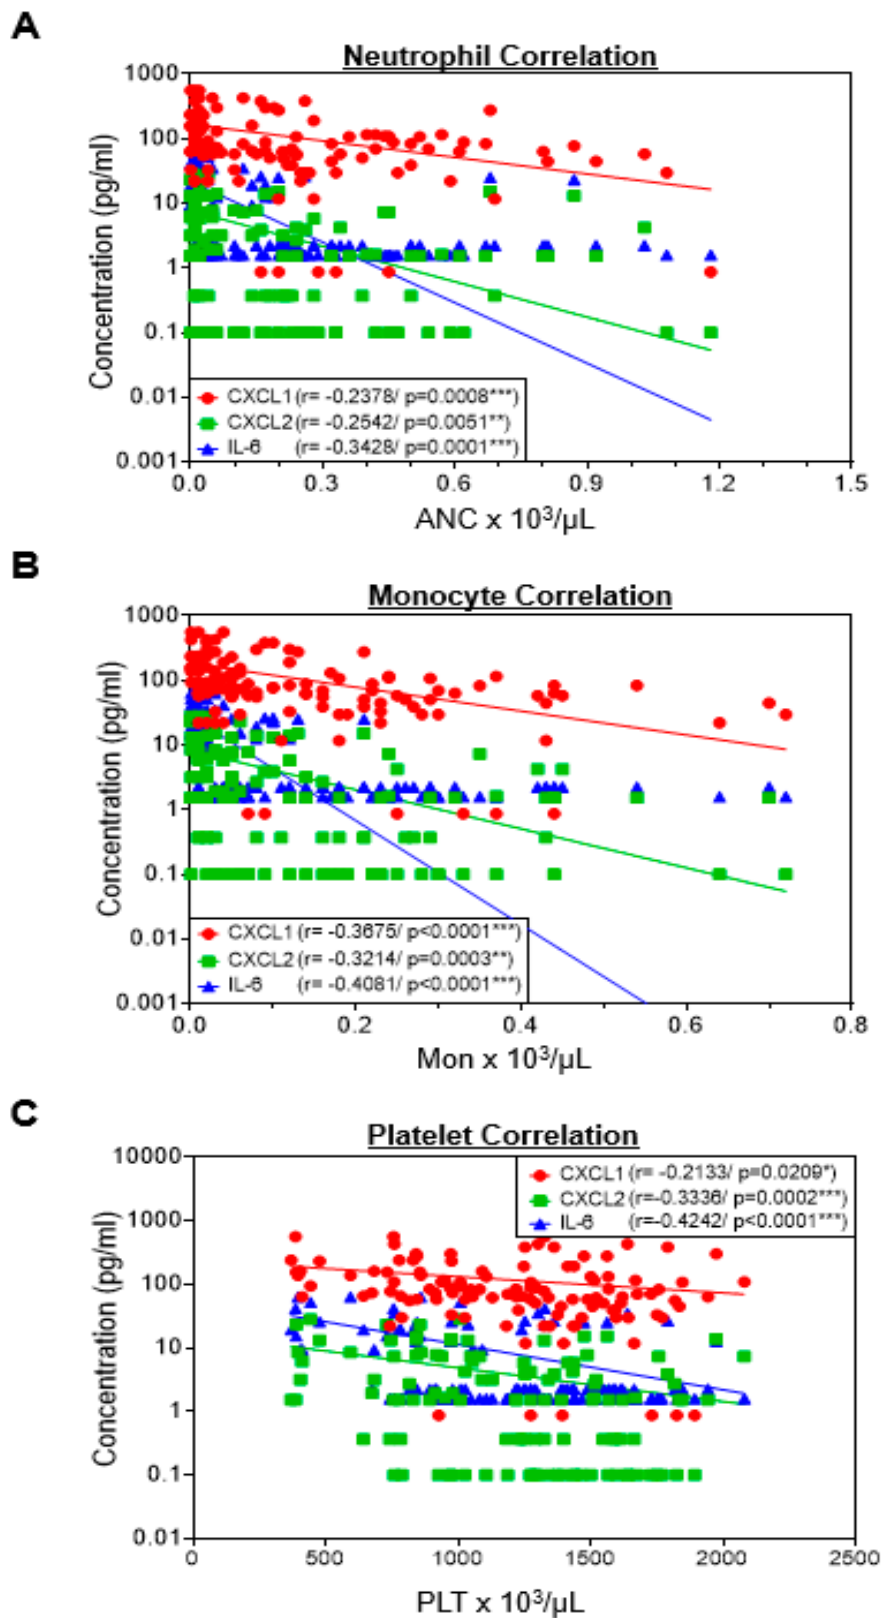 A
Neutrophil Correlation
Concentration (pg/ml)
1000
100
10
1
0.1
0.01
0.001
CXCL1 (r= -0.2378/ p=0.0008***)
CXCL2 (r= -0.2542/ p=0.0051**)
IL-6 (r= -0.3428/ p=0.0001***)
0.0 0.3 0.6 0.9 1.2 1.5
ANC x 10³/µL
B
Monocyte Correlation
Concentration (pg/ml)
1000
100
10
1
0.1
0.01
0.001
CXCL1 (r= -0.3675/ p<0.0001***)
CXCL2 (r= -0.3214/ p=0.0003**)
IL-6 (r= -0.4081/ p<0.0001***)
0.0 0.2 0.4 0.6 0.8
Mon x 10³/µL
C
Platelet Correlation
Concentration (pg/ml)
10000
1000
100
10
1
0.1
0.01
CXCL1 (r= -0.2133/ p=0.0209*)
CXCL2 (r=-0.3336/ p=0.0002***)
IL-6 (r=-0.4242/ p<0.0001***)
0 500 1000 1500 2000 2500
PLT x 10³/µL